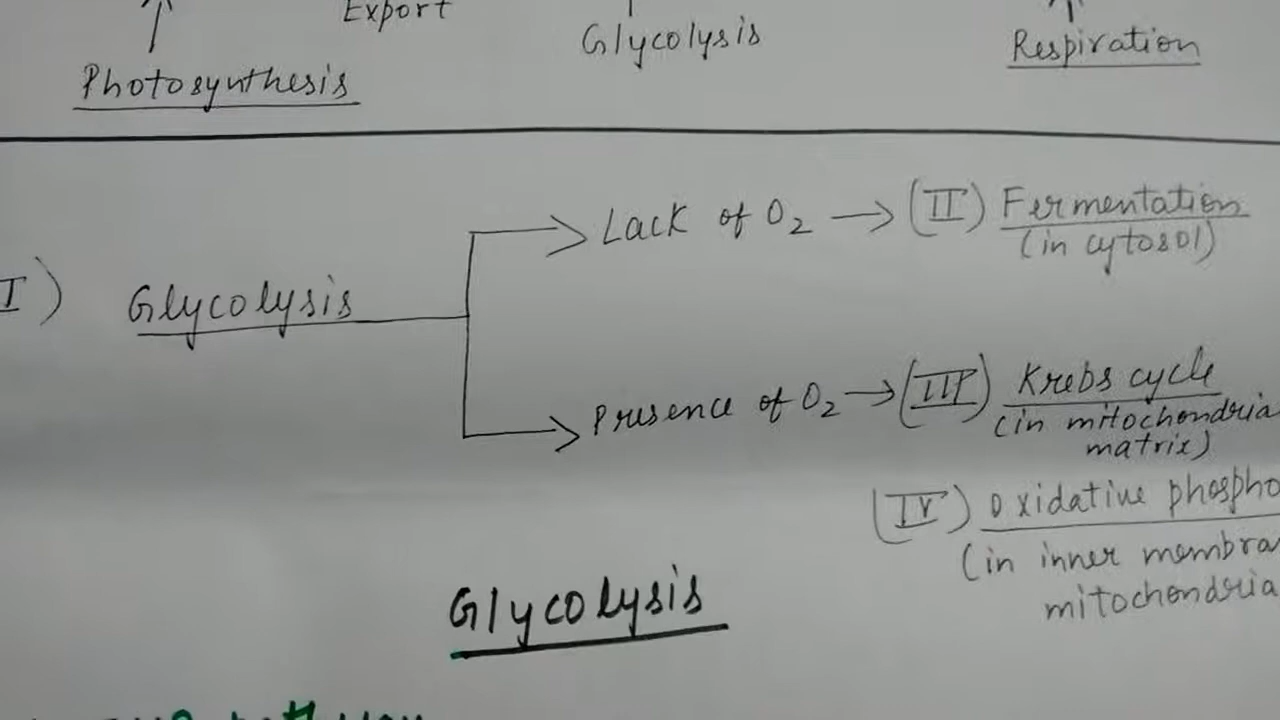 Export
Glycolysis
Respiration
Photosynthesis
Lack of O2 → (II) Fermentation
(in cytosol)
I) Glycolysis
Presence of O2 → (III) Krebs cycle
(in mitochondria
matrix)
(IV) Oxidative phospho
(in inner membra
mitochondria
Glycolysis
pathway